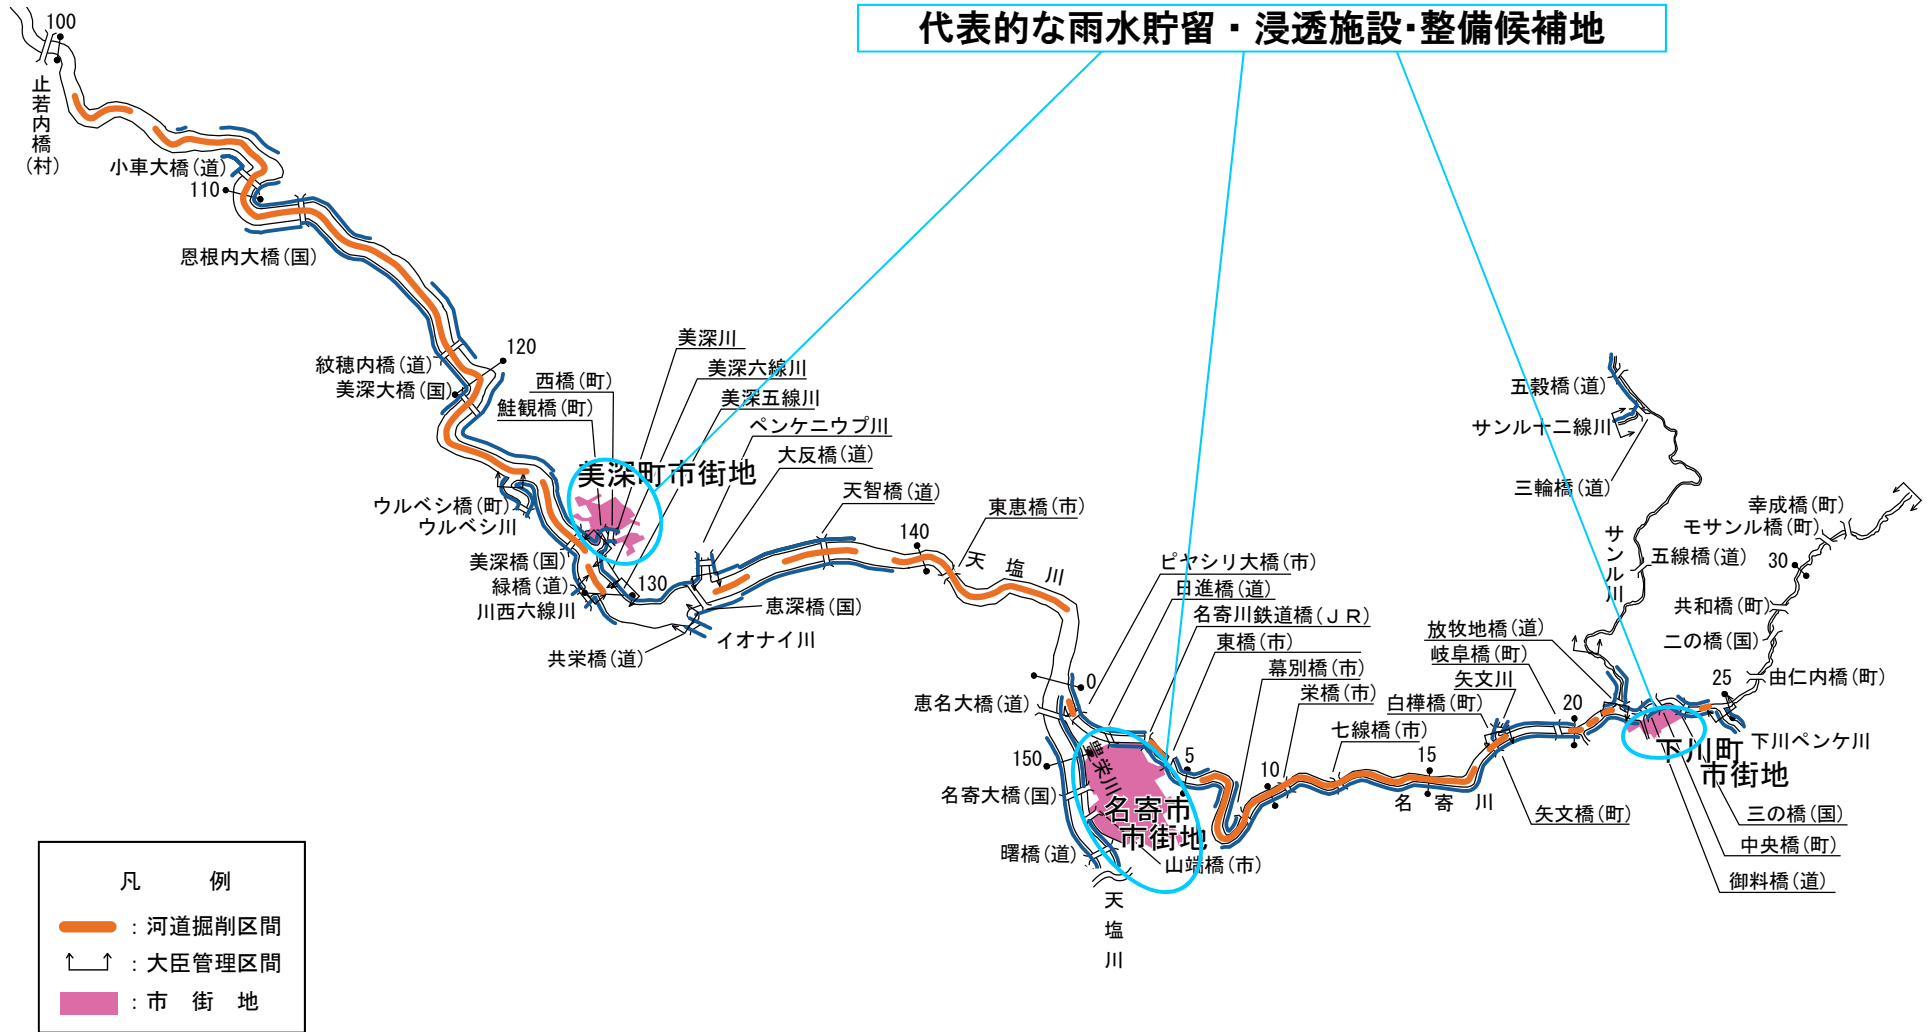 代表的な雨水貯留・浸透施設・整備候補地
100
止若内橋(村)
小車大橋(道)
110
恩根内大橋(国)
紋穂内橋(道)
120
美深大橋(国)
西橋(町)
鮭観橋(町)
美深川
美深六線川
美深五線川
ペンケニウプ川
大反橋(道)
天智橋(道)
美深町市街地
ウルベシ橋(町)
ウルベシ川
美深橋(国)
緑橋(道)
川西六線川
130
恵深橋(国)
イオナイ川
共栄橋(道)
140
東恵橋(市)
天塩川
ピヤシリ大橋(市)
日進橋(道)
名寄川鉄道橋(JR)
東橋(市)
幕別橋(市)
栄橋(市)
七線橋(市)
0
恵名大橋(道)
150
豊栄川
5
10
15
名寄大橋(国)
名寄市
市街地
曙橋(道)
山端橋(市)
天塩川
名寄川
五穀橋(道)
サンル十二線川
三輪橋(道)
サンル川
幸成橋(町)
モサンル橋(町)
五線橋(道)
30
共和橋(町)
二の橋(国)
由仁内橋(町)
放牧地橋(道)
岐阜橋(町)
矢文川
白樺橋(町)
20
25
下川町
市街地
下川ペンケ川
矢文橋(町)
三の橋(国)
中央橋(町)
御料橋(道)
凡例
:河道掘削区間
:大臣管理区間
:市街地